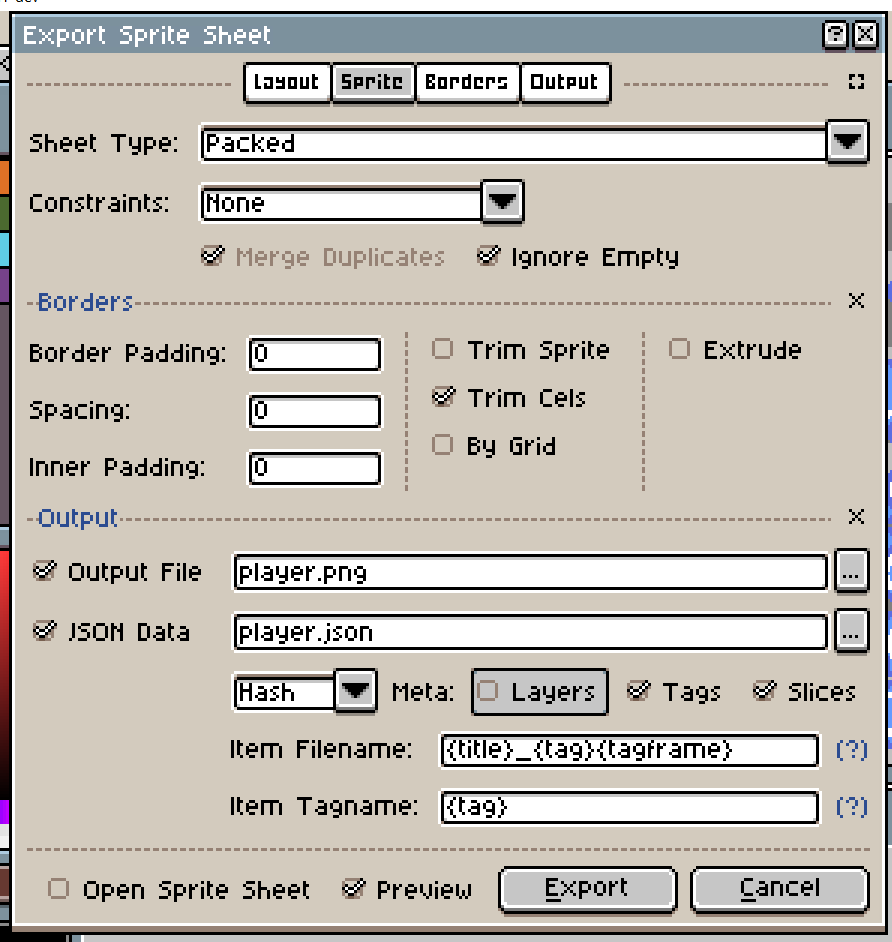 Export Sprite Sheet
Layout Sprite Borders Output
Sheet Type: Packed
Constraints: None
Merge Duplicates Ignore Empty
Borders
Border Padding: 0 Trim Sprite Extrude
Spacing: 0 Trim Cels
By Grid
Inner Padding: 0
Output
Output File player.png ...
JSON Data player.json ...
Hash Meta: Layers Tags Slices
Item Filename: {title}_{tag}{tagframe} (?)
Item Tagname: {tag} (?)
Open Sprite Sheet Preview Export Cancel